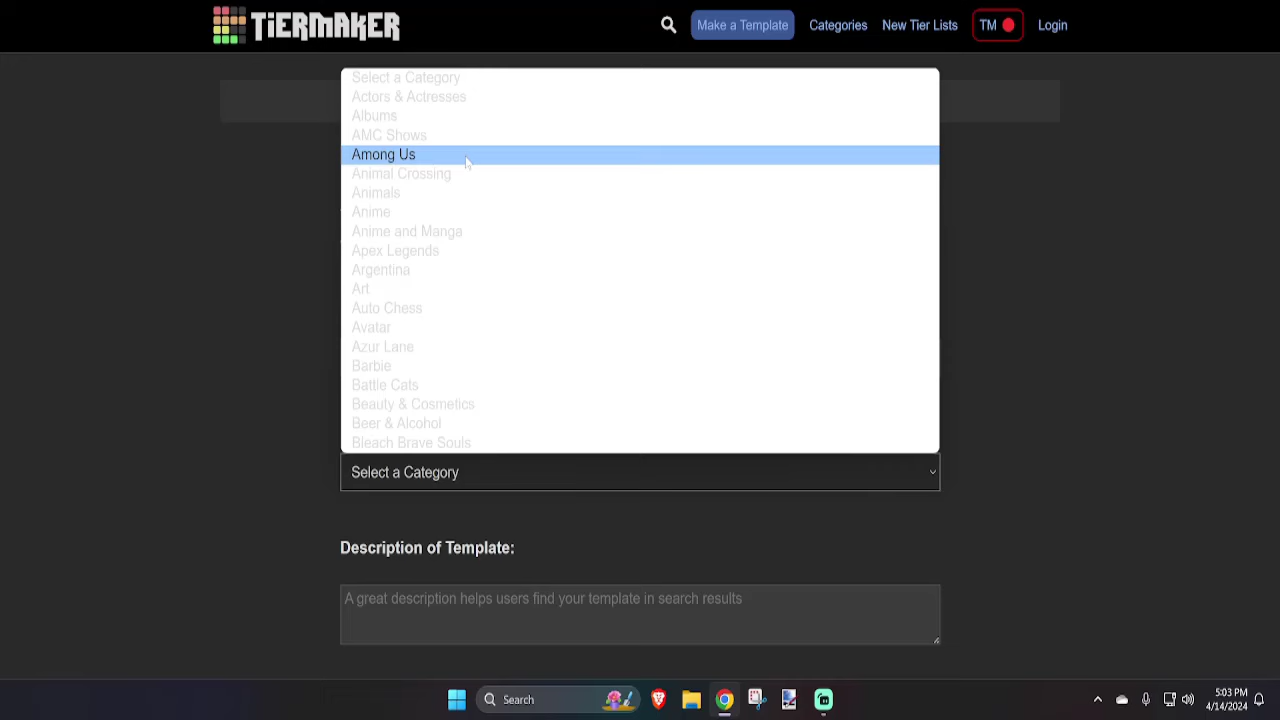 TiERMAKER
Make a Template
Categories
New Tier Lists
TM
Login
Select a Category
Actors & Actresses
Albums
AMC Shows
Among Us
Animal Crossing
Animals
Anime
Anime and Manga
Apex Legends
Argentina
Art
Auto Chess
Avatar
Azur Lane
Barbie
Battle Cats
Beauty & Cosmetics
Beer & Alcohol
Bleach Brave Souls
Select a Category
Description of Template:
A great description helps users find your template in search results
Search
5:03 PM
4/14/2024